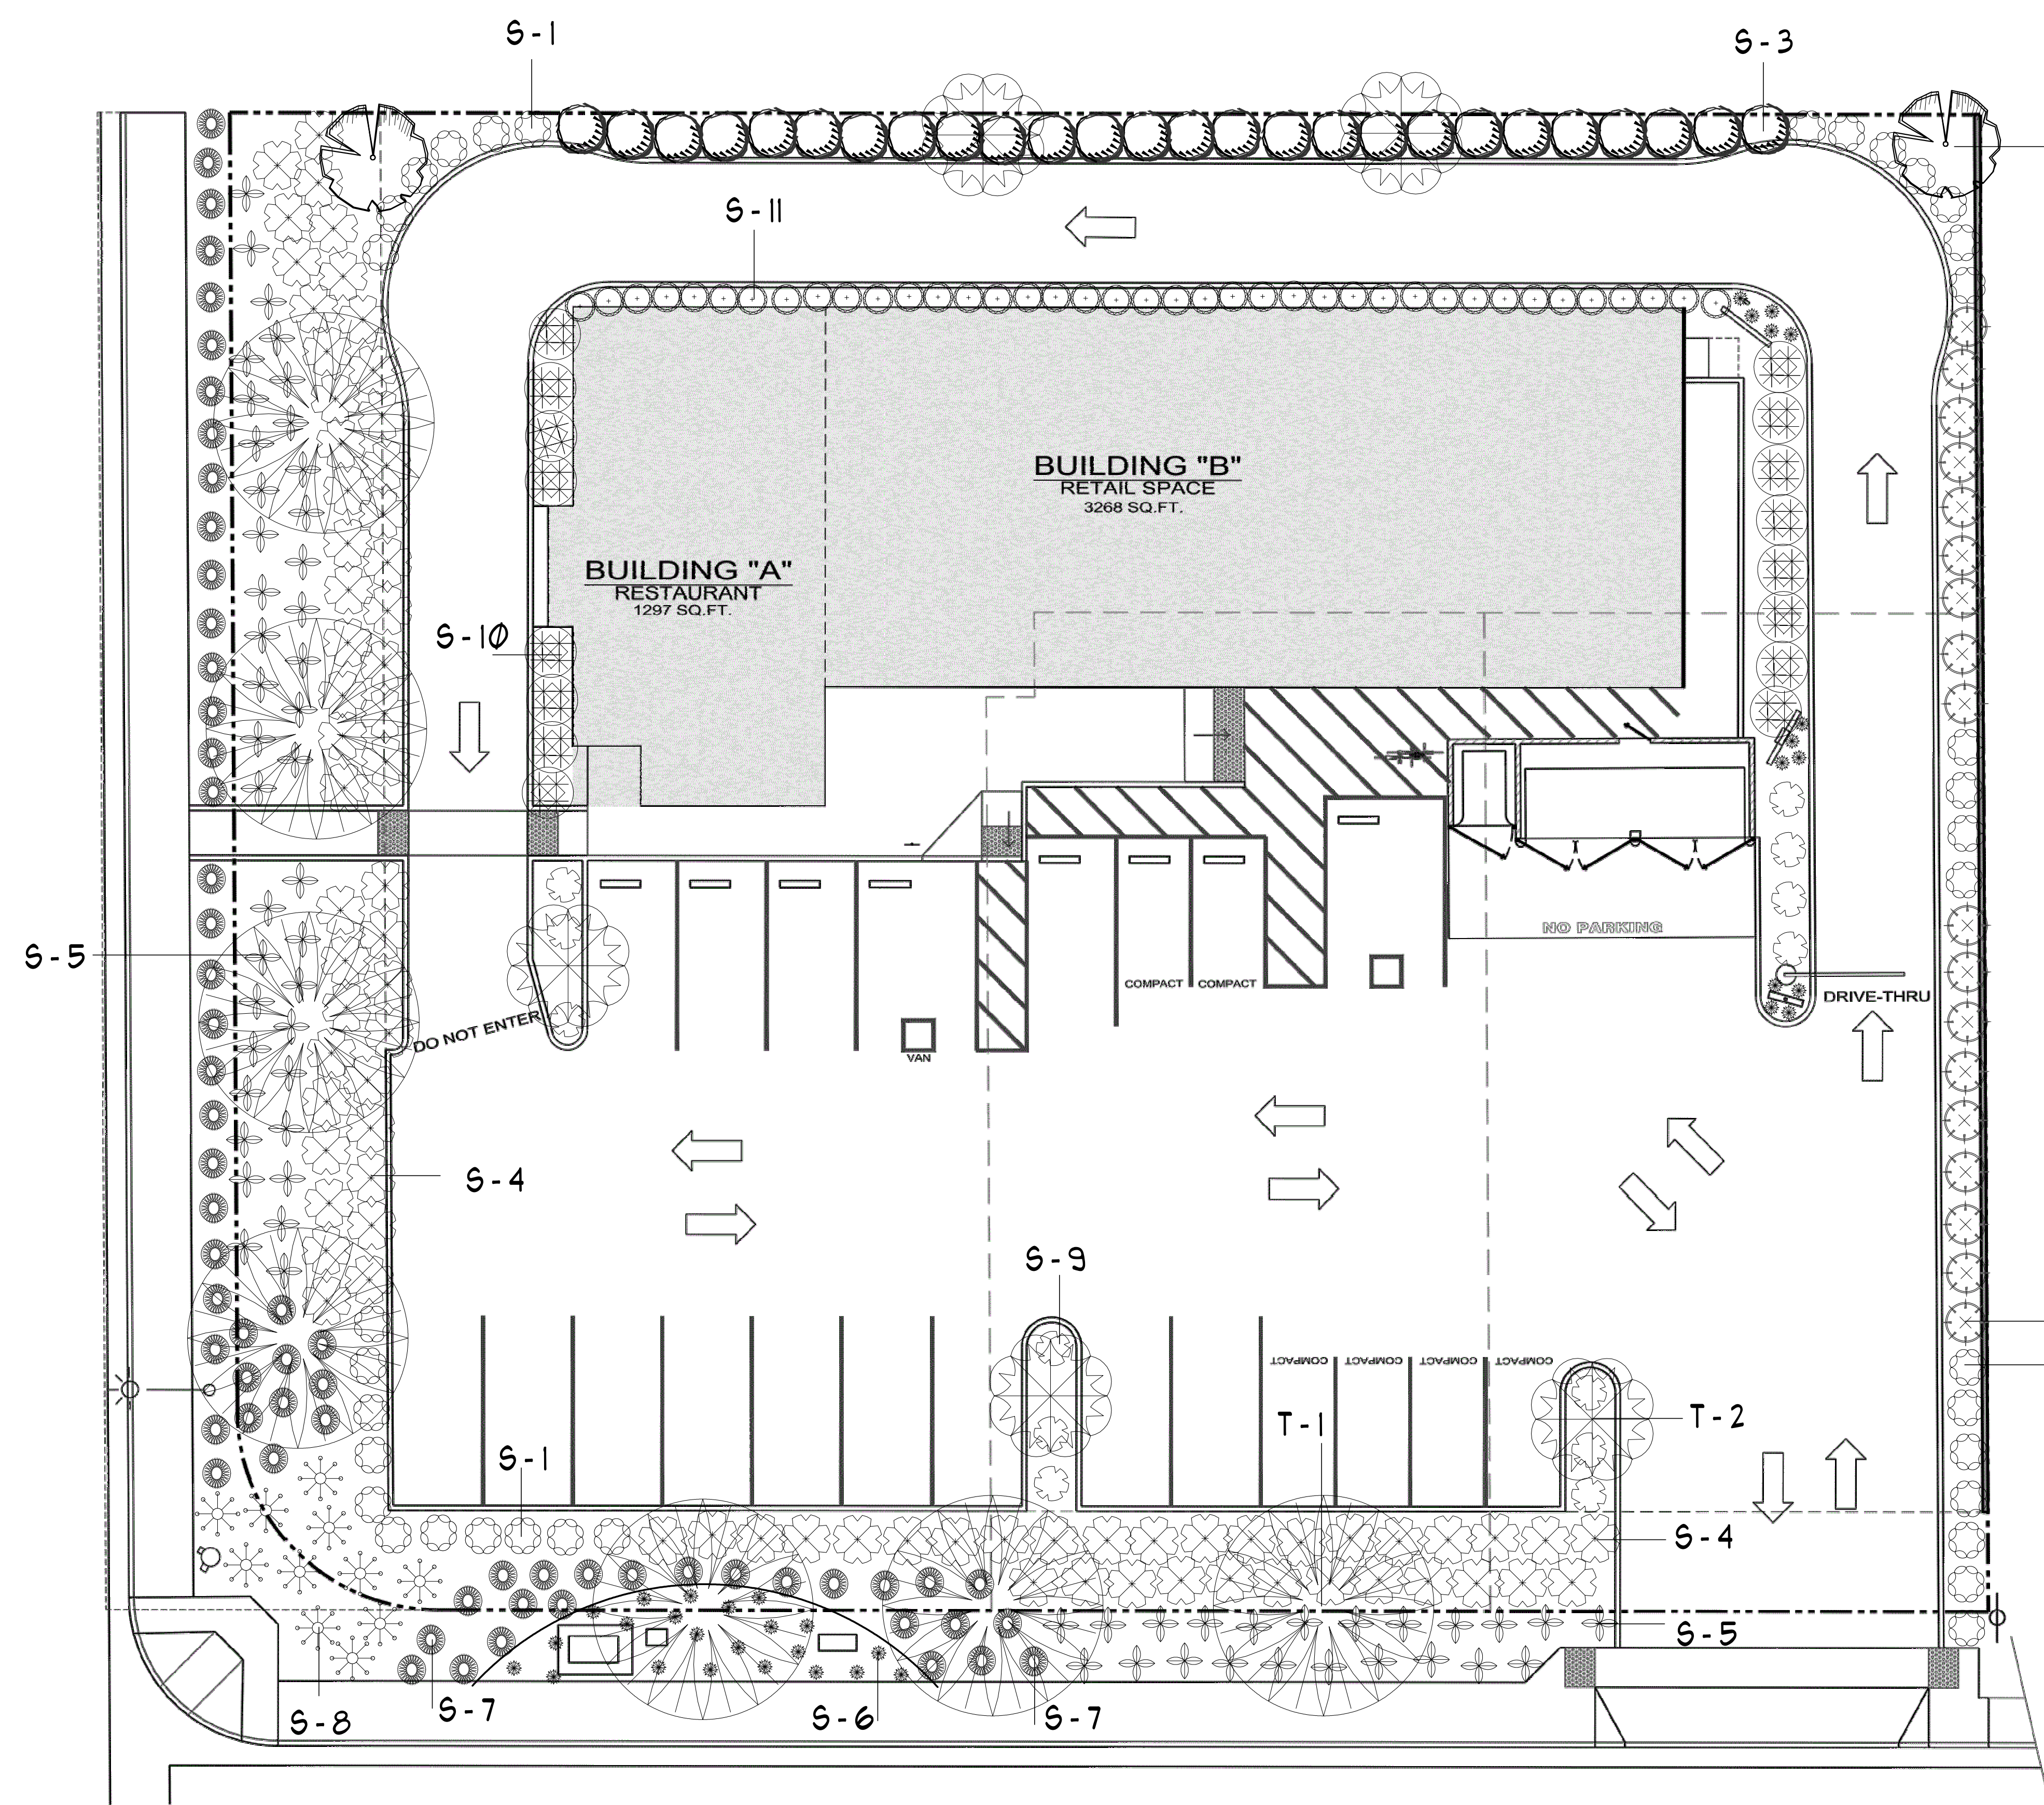 S-1
S-3
S-11
BUILDING "B"
RETAIL SPACE
3268 SQ.FT.
BUILDING "A"
RESTAURANT
1297 SQ.FT.
S-10
NO PARKING
S-5
COMPACT
COMPACT
DRIVE-THRU
DO NOT ENTER
VAN
S-4
S-9
COMPACT
COMPACT
COMPACT
COMPACT
T-1
T-2
S-1
S-4
S-5
S-7
S-8
S-6
S-7